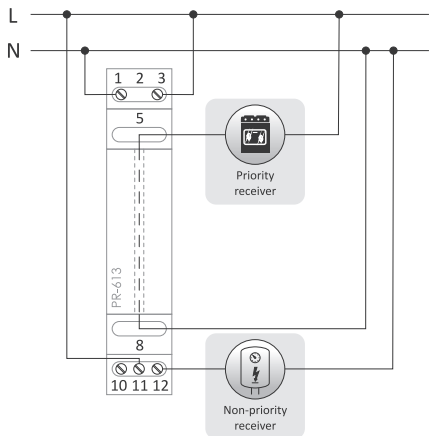 L
N
1 2 3
5
Priority
receiver
PR-613
8
10 11 12
Non-priority
receiver